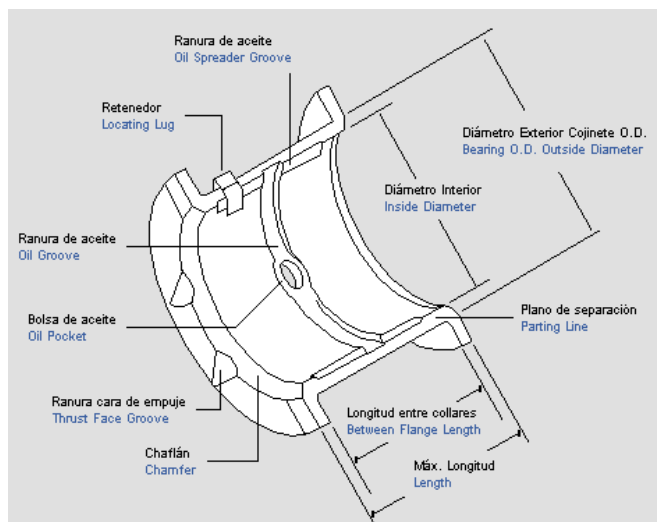 Ranura de aceite
Oil Spreader Groove
Retenedor
Locating Lug
Diámetro Exterior Cojinete O.D.
Bearing O.D. Outside Diameter
Diámetro Interior
Inside Diameter
Ranura de aceite
Oil Groove
Plano de separaciòn
Parting Line
Bolsa de aceite
Oil Pocket
Ranura cara de empuje
Thrust Face Groove
Longitud entre collares
Between Flange Length
Chaflán
Chamfer
Máx. Longitud
Length